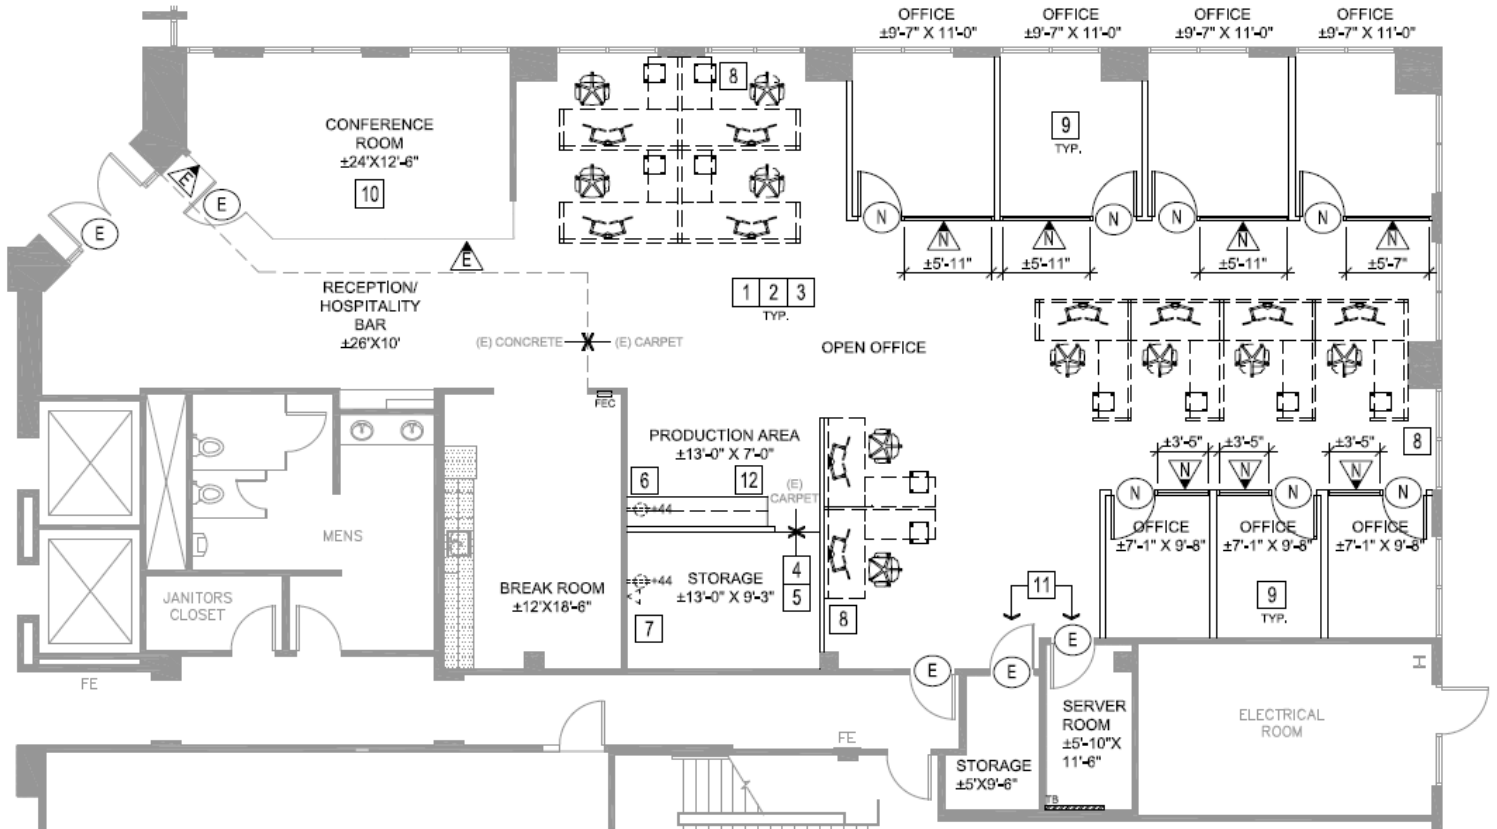 OFFICE
±9'-7" X 11'-0"
OFFICE
±9'-7" X 11'-0"
OFFICE
±9'-7" X 11'-0"
OFFICE
±9'-7" X 11'-0"
8
CONFERENCE
ROOM
±24'X12'-6"
10
9
TYP.
E
E
E
E
N
N
N
N
N
N
N
N
±5'-11"
±5'-11"
±5'-11"
±5'-7"
RECEPTION/
HOSPITALITY
BAR
±26'X10'
1 2 3
TYP.
(E) CONCRETE
(E) CARPET
OPEN OFFICE
FEC
PRODUCTION AREA
±13'-0" X 7'-0"
6
12
(E)
CARPET
+44
±3'-5"
±3'-5"
±3'-5"
8
N
N
N
N
N
N
OFFICE
±7'-1" X 9'-8"
OFFICE
±7'-1" X 9'-8"
OFFICE
±7'-1" X 9'-8"
MENS
JANITORS
CLOSET
BREAK ROOM
±12'X18'-6"
+44
STORAGE
±13'-0" X 9'-3"
4
5
7
8
11
9
TYP.
E
E
E
FE
H
SERVER
ROOM
±5'-10"X
11'-6"
ELECTRICAL
ROOM
FE
STORAGE
±5'X9'-6"
TB